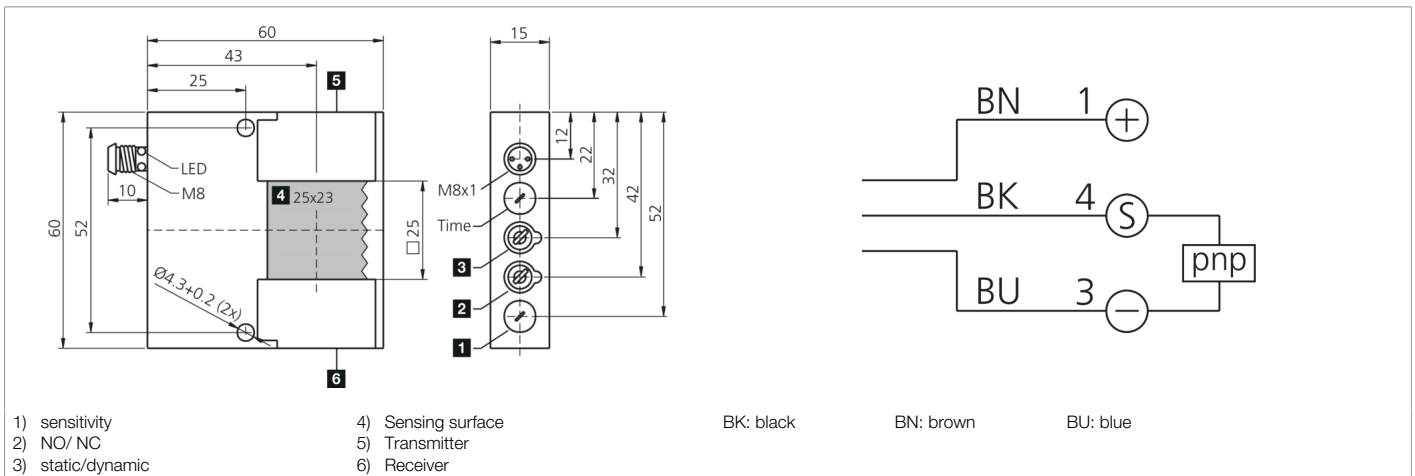 60
43
25
5
LED
M8
10
4 25x23
60
52
□ 25
Ø4.3+0.2 (2x)
6
15
12
22
32
42
52
M8x1
Time
3
2
1
BN 1 +
BK 4 S
pnp
BU 3 −
1) sensitivity
2) NO/ NC
3) static/dynamic
4) Sensing surface
5) Transmitter
6) Receiver
BK: black
BN: brown
BU: blue